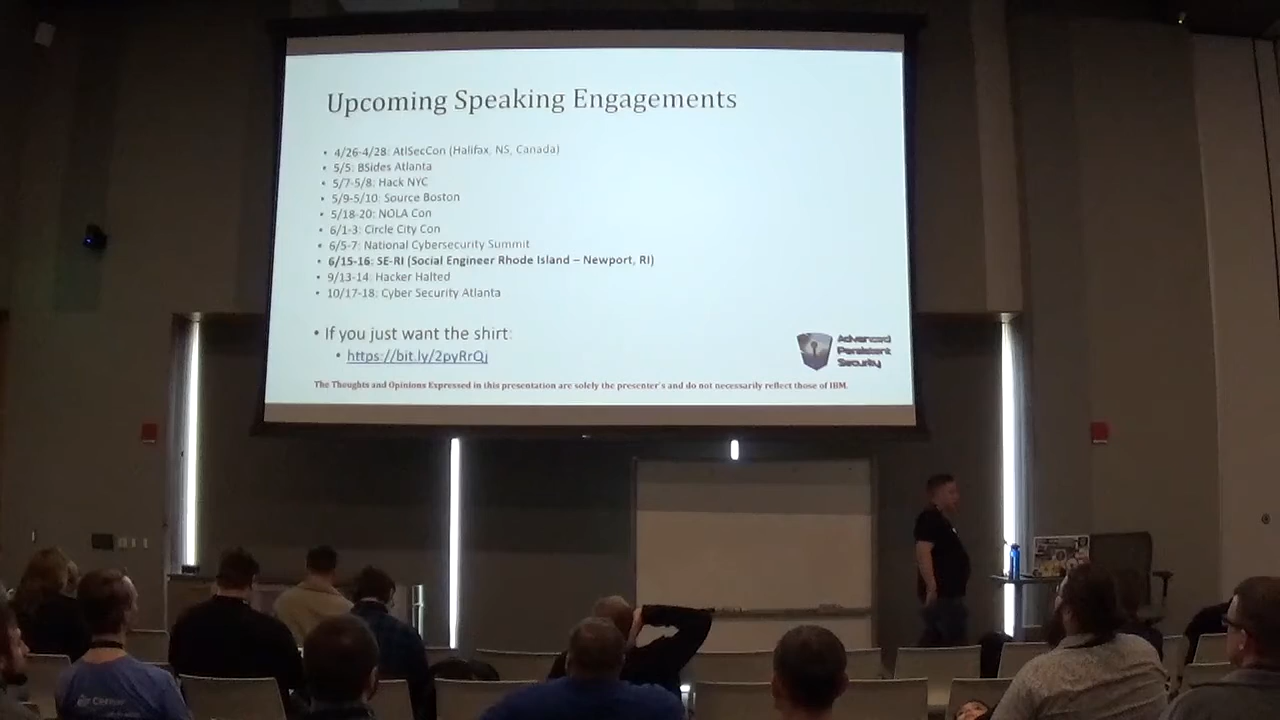 Upcoming Speaking Engagements
• 4/26-4/28: AtlSecCon (Halifax, NS, Canada)
• 5/5: BSides Atlanta
• 5/7-5/8: Hack NYC
• 5/9-5/10: Source Boston
• 5/18-20: NOLA Con
• 6/1-3: Circle City Con
• 6/5-7: National Cybersecurity Summit
• 6/15-16: SE-RI (Social Engineer Rhode Island – Newport, RI)
• 9/13-14: Hacker Halted
• 10/17-18: Cyber Security Atlanta
• If you just want the shirt:
• https://bit.ly/2pyRrQj
Advanced
Persistent
Security
The Thoughts and Opinions Expressed in this presentation are solely the presenter's and do not necessarily reflect those of IBM.
Cerner